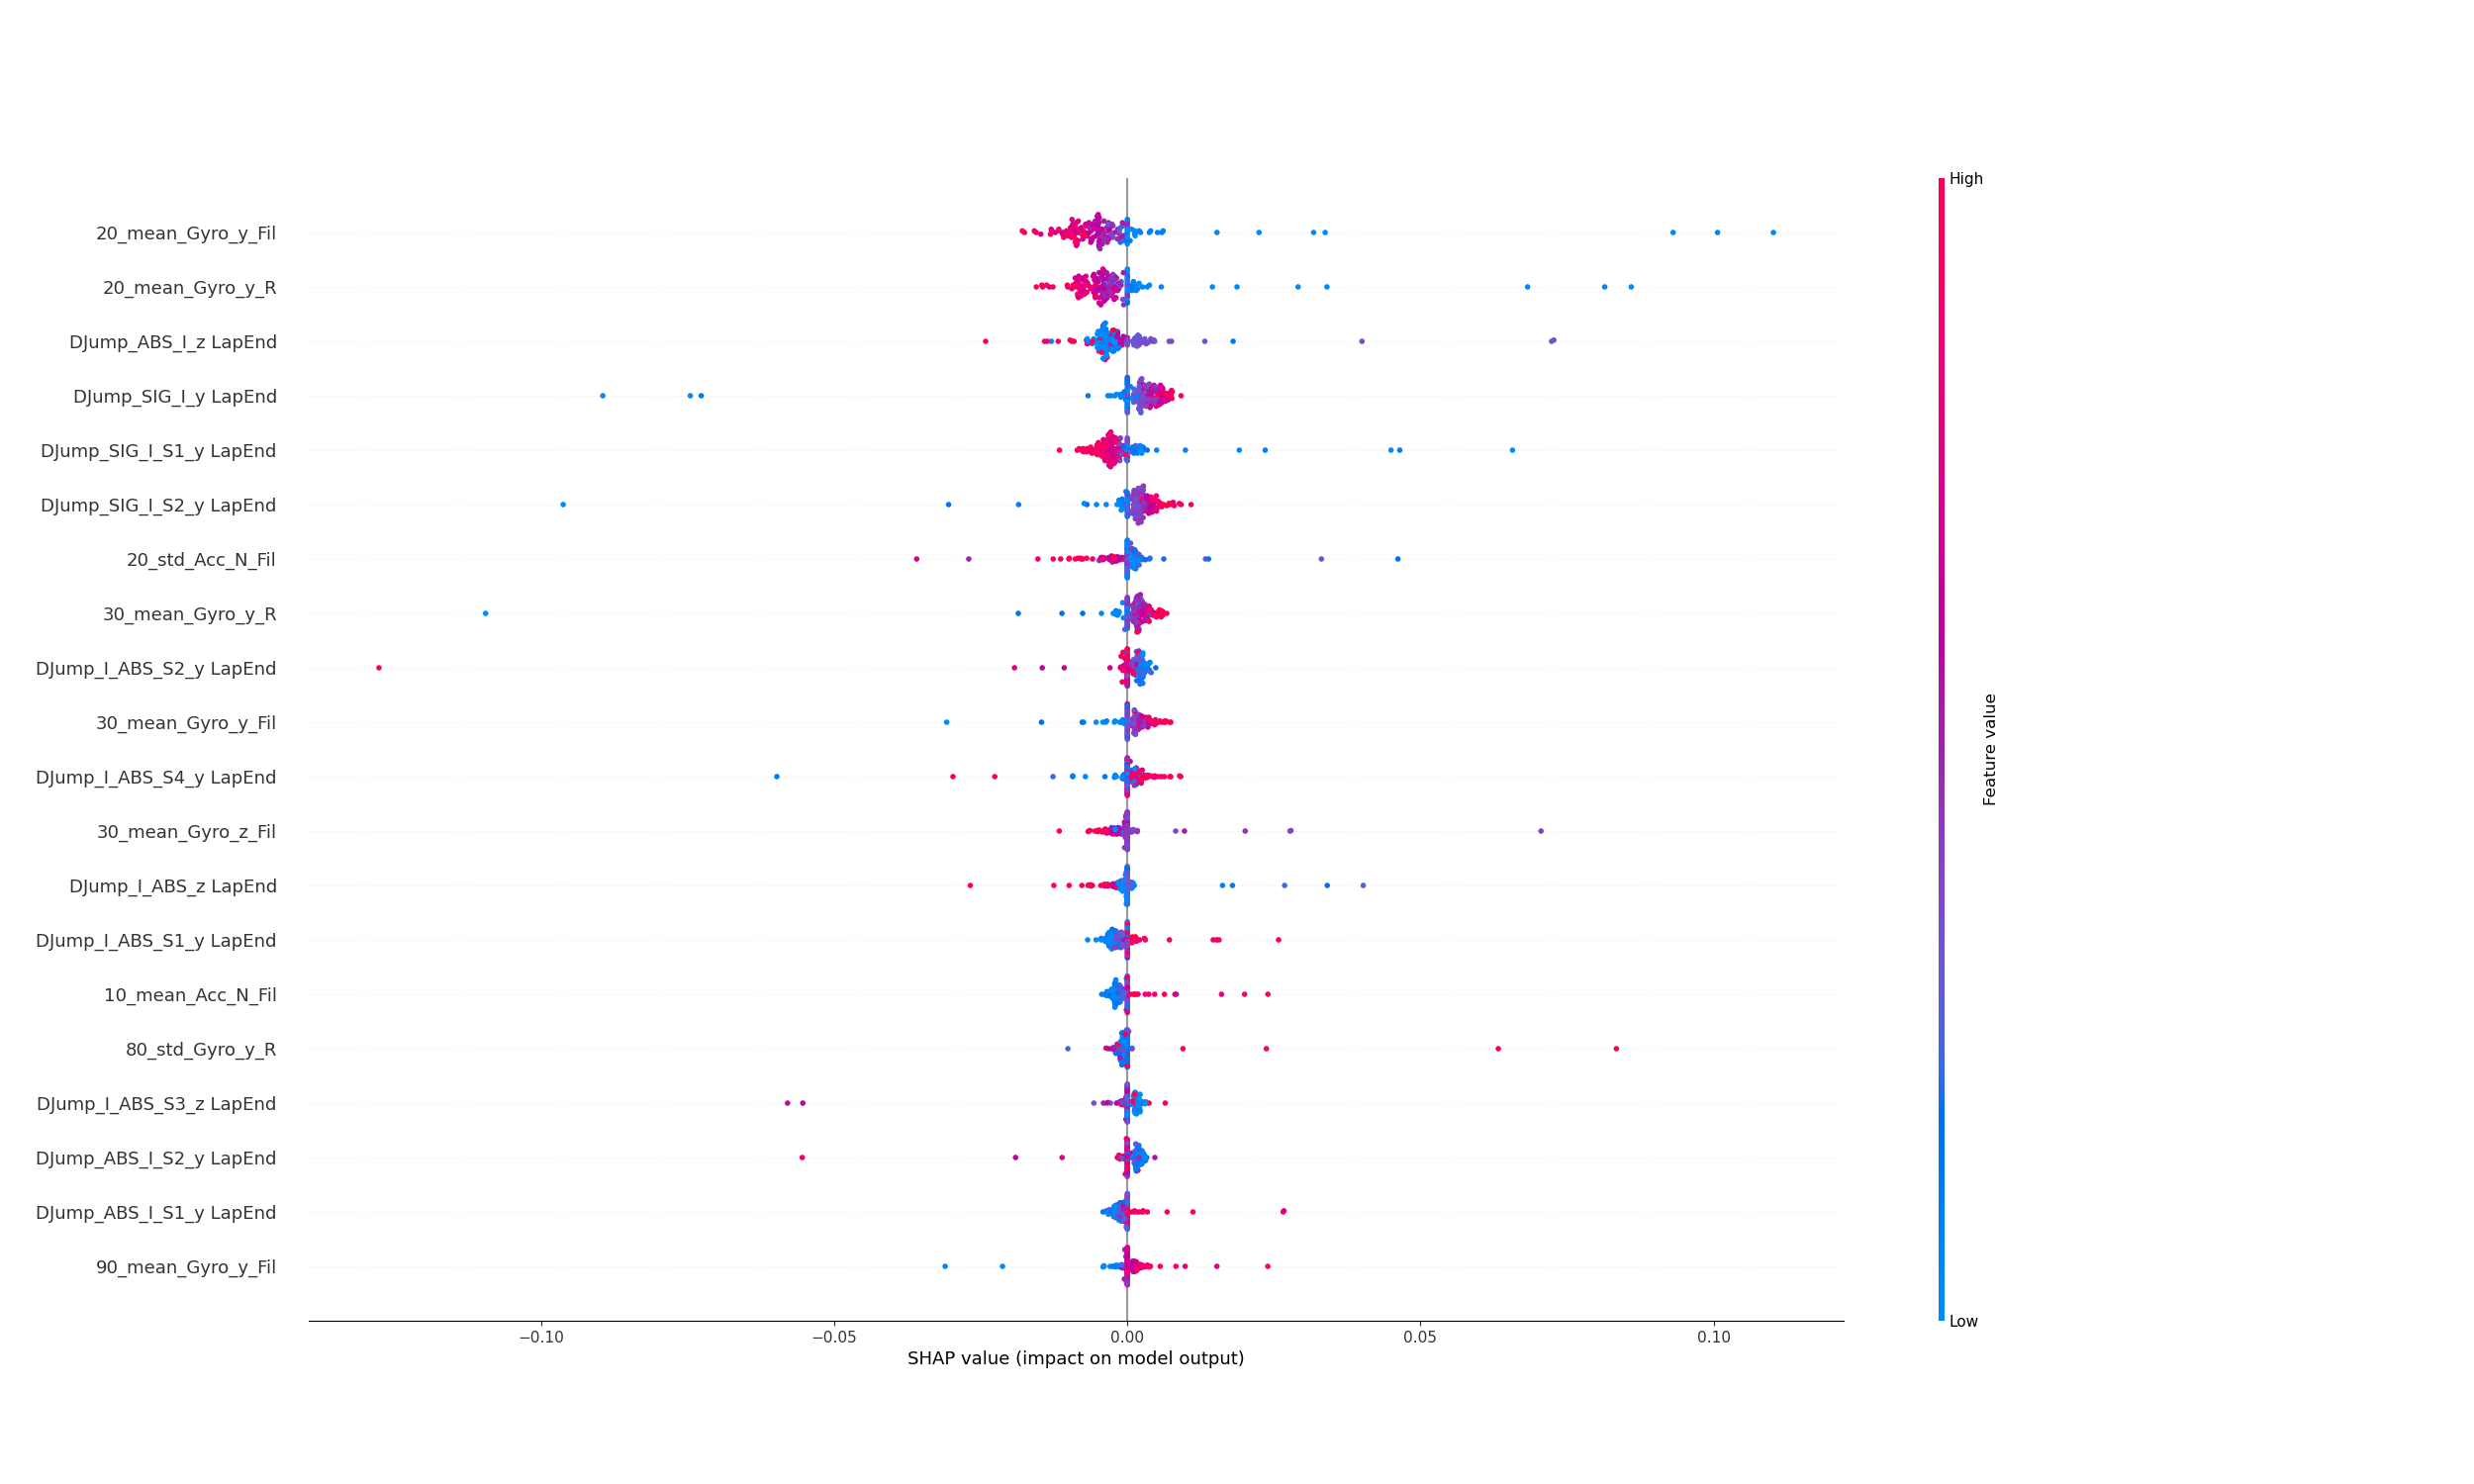 High
20_mean_Gyro_y_Fil
20_mean_Gyro_y_R
DJump_ABS_I_z LapEnd
DJump_SIG_I_y LapEnd
DJump_SIG_I_S1_y LapEnd
DJump_SIG_I_S2_y LapEnd
20_std_Acc_N_Fil
30_mean_Gyro_y_R
DJump_I_ABS_S2_y LapEnd
30_mean_Gyro_y_Fil
DJump_I_ABS_S4_y LapEnd
30_mean_Gyro_z_Fil
DJump_I_ABS_z LapEnd
DJump_I_ABS_S1_y LapEnd
10_mean_Acc_N_Fil
80_std_Gyro_y_R
DJump_I_ABS_S3_z LapEnd
DJump_ABS_I_S2_y LapEnd
DJump_ABS_I_S1_y LapEnd
90_mean_Gyro_y_Fil
Feature value
Low
−0.10 −0.05 0.00 0.05 0.10
SHAP value (impact on model output)